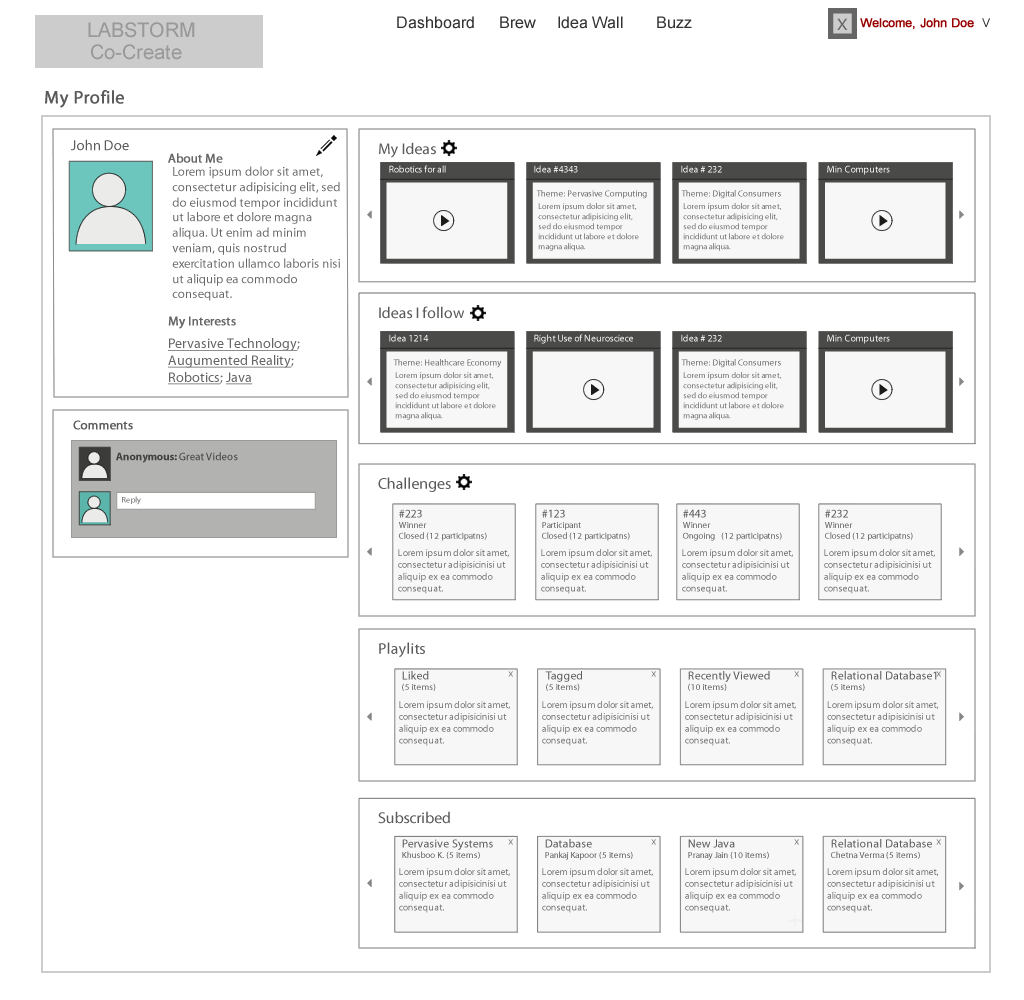 LABSTORM
Co-Create
Dashboard Brew Idea Wall Buzz
X Welcome, John Doe V
My Profile
John Doe
About Me
Lorem ipsum dolor sit amet,
consectetur adipisicing elit, sed
do eiusmod tempor incididunt
ut labore et dolore magna
aliqua. Ut enim ad minim
veniam, quis nostrud
exercitation ullamco laboris nisi
ut aliquip ea commodo
consequat.
My Interests
Pervasive Technology;
Augumented Reality;
Robotics; Java
Comments
Anonymous: Great Videos
Reply
My Ideas
Robotics for all
Idea #4343
Theme: Pervasive Computing
Lorem ipsum dolor sit amet,
consectetur adipisicing elit,
sed do eiusmod tempor
incididunt ut labore et dolore
magna aliqua.
Idea # 232
Theme: Digital Consumers
Lorem ipsum dolor sit amet,
consectetur adipisicing elit,
sed do eiusmod tempor
incididunt ut labore et dolore
magna aliqua.
Min Computers
Ideas I follow
Idea 1214
Theme: Healthcare Economy
Lorem ipsum dolor sit amet,
consectetur adipisicing elit,
sed do eiusmod tempor
incididunt ut labore et dolore
magna aliqua.
Right Use of Neurosciece
Idea # 232
Theme: Digital Consumers
Lorem ipsum dolor sit amet,
consectetur adipisicing elit,
sed do eiusmod tempor
incididunt ut labore et dolore
magna aliqua.
Min Computers
Challenges
#223
Winner
Closed (12 participatns)
Lorem ipsum dolor sit amet,
consectetur adipisicinisi ut
aliquip ex ea commodo
consequat.
#123
Participant
Closed (12 participatns)
Lorem ipsum dolor sit amet,
consectetur adipisicinisi ut
aliquip ex ea commodo
consequat.
#443
Winner
Ongoing (12 participatns)
Lorem ipsum dolor sit amet,
consectetur adipisicinisi ut
aliquip ex ea commodo
consequat.
#232
Winner
Closed (12 participatns)
Lorem ipsum dolor sit amet,
consectetur adipisicinisi ut
aliquip ex ea commodo
consequat.
Playlits
Liked X
(5 items)
Lorem ipsum dolor sit amet,
consectetur adipisicinisi ut
aliquip ex ea commodo
consequat.
Tagged X
(5 items)
Lorem ipsum dolor sit amet,
consectetur adipisicinisi ut
aliquip ex ea commodo
consequat.
Recently Viewed X
(10 items)
Lorem ipsum dolor sit amet,
consectetur adipisicinisi ut
aliquip ex ea commodo
consequat.
Relational Database1 X
(5 items)
Lorem ipsum dolor sit amet,
consectetur adipisicinisi ut
aliquip ex ea commodo
consequat.
Subscribed
Pervasive Systems X
Khusboo K. (5 items)
Lorem ipsum dolor sit amet,
consectetur adipisicinisi ut
aliquip ex ea commodo
consequat.
Database X
Pankaj Kapoor (5 items)
Lorem ipsum dolor sit amet,
consectetur adipisicinisi ut
aliquip ex ea commodo
consequat.
New Java X
Pranay Jain (10 items)
Lorem ipsum dolor sit amet,
consectetur adipisicinisi ut
aliquip ex ea commodo
consequat.
Relational Database X
Chetna Verma (5 items)
Lorem ipsum dolor sit amet,
consectetur adipisicinisi ut
aliquip ex ea commodo
consequat.